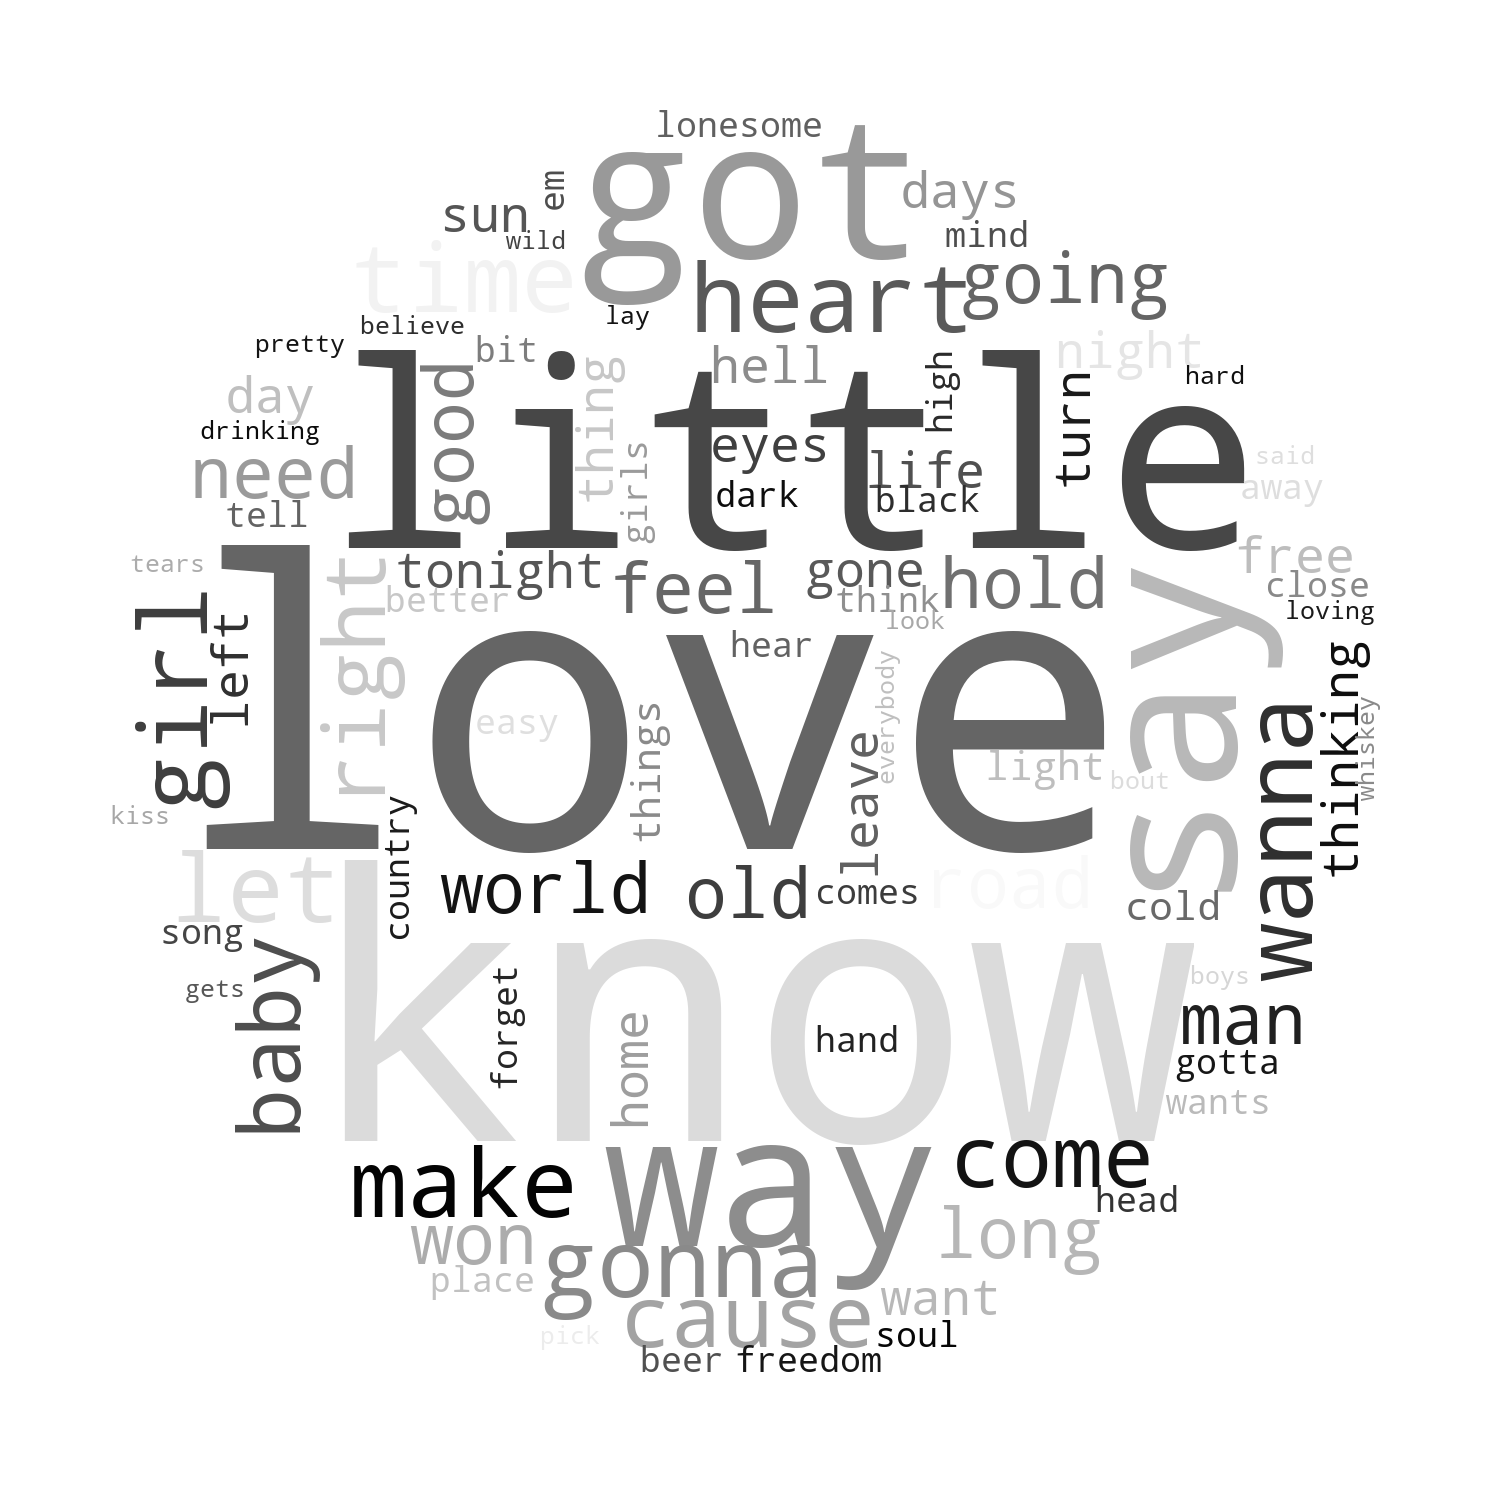 lonesome
got
em
days
sun
wild
mind
time
heart
going
lay
believe
pretty
bit
night
hell
little
good
thing
high
turn
hard
day
drinking
girls
eyes
life
need
dark
black
said
away
tell
tears
love
right
tonight
feel
gone
hold
say
free
better
think
close
look
loving
girl
left
hear
everybody
wanna
thinking
easy
things
leave
light
bout
whiskey
kiss
country
let
know
world
old
comes
road
cold
song
baby
gets
forget
home
hand
boys
man
gotta
wants
make
way
come
head
won
gonna
long
place
cause
want
pick
soul
beer
freedom